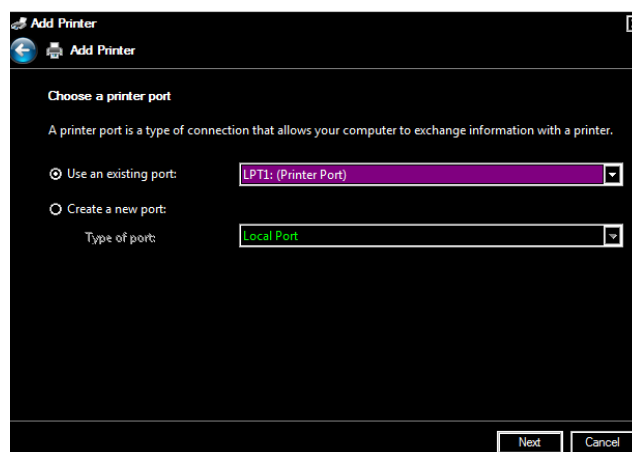 Add Printer
Add Printer
Choose a printer port
A printer port is a type of connection that allows your computer to exchange information with a printer.
Use an existing port: LPT1: (Printer Port)
Create a new port:
Type of port: Local Port
Next Cancel